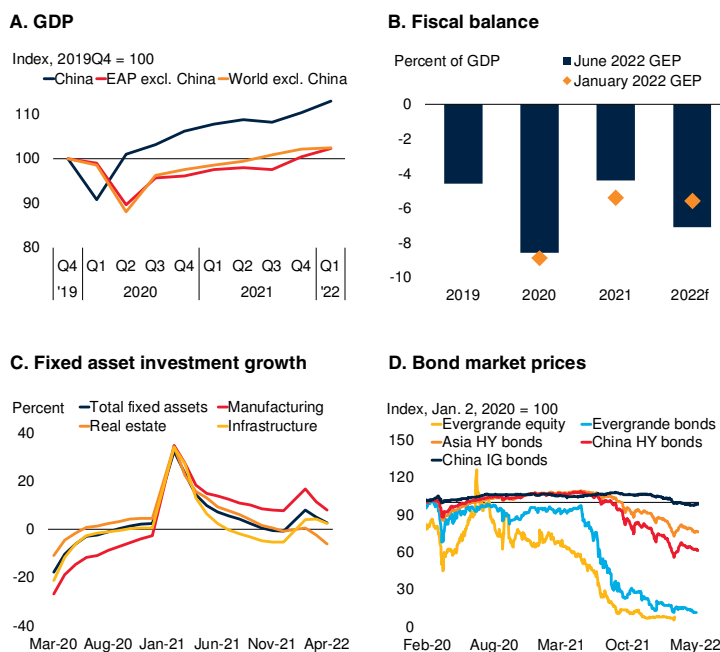 A. GDP
Index, 2019Q4 = 100
China EAP excl. China World excl. China
110
100
90
80
Q4 Q1 Q2 Q3 Q4 Q1 Q2 Q3 Q4 Q1
'19 2020 2021 '22
B. Fiscal balance
Percent of GDP
June 2022 GEP
January 2022 GEP
0
-2
-4
-6
-8
-10
2019 2020 2021 2022f
C. Fixed asset investment growth
Percent
Total fixed assets Manufacturing
Real estate Infrastructure
40
20
0
-20
-40
Mar-20 Aug-20 Jan-21 Jun-21 Nov-21 Apr-22
D. Bond market prices
Index, Jan. 2, 2020 = 100
Evergrande equity Evergrande bonds
Asia HY bonds China HY bonds
China IG bonds
150
120
90
60
30
0
Feb-20 Aug-20 Mar-21 Oct-21 May-22